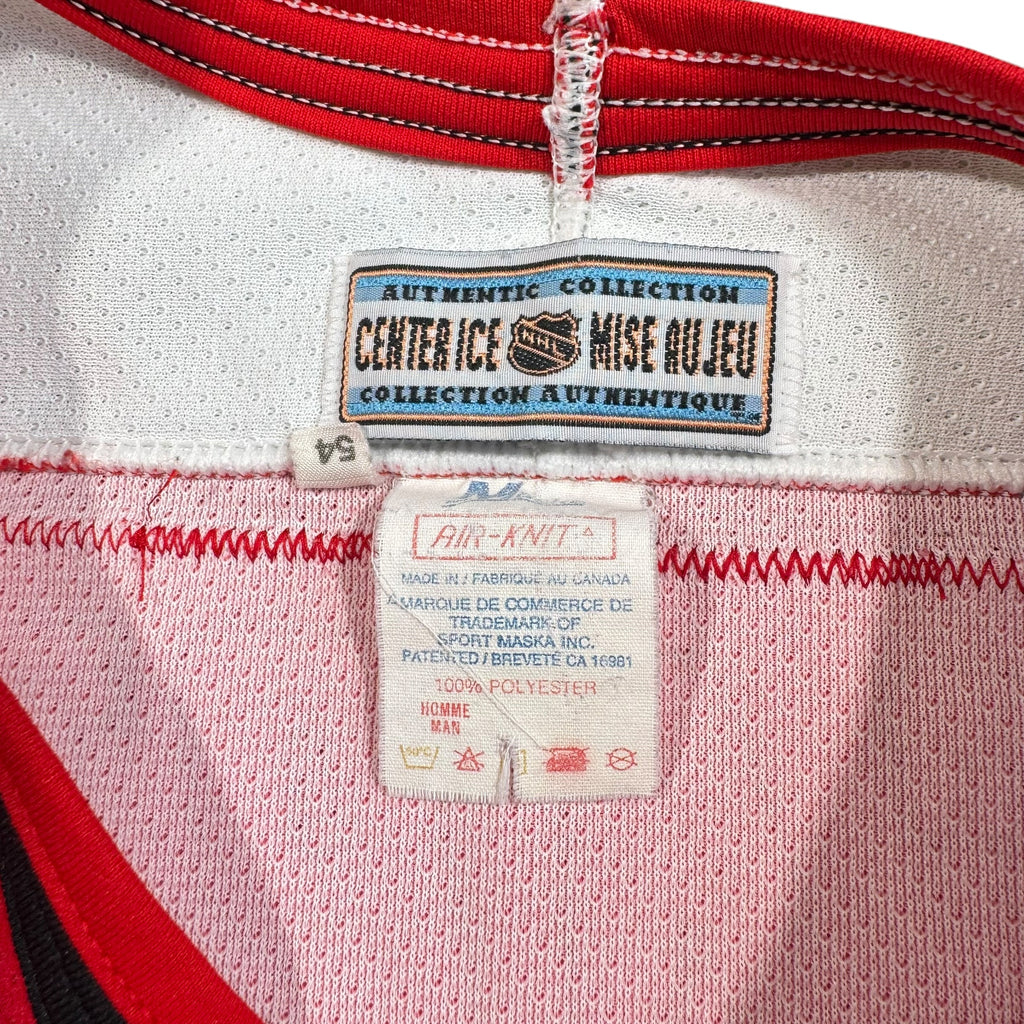 AUTHENTIC COLLECTION
CENTER ICE NHL MISE AU JEU
COLLECTION AUTHENTIQUE
54
AIR-KNIT
MADE IN / FABRIQUÉ AU CANADA
MARQUE DE COMMERCE DE
TRADEMARK OF
SPORT MASKA INC.
PATENTED / BREVETÉ CA 16981
100% POLYESTER
HOMME
MAN